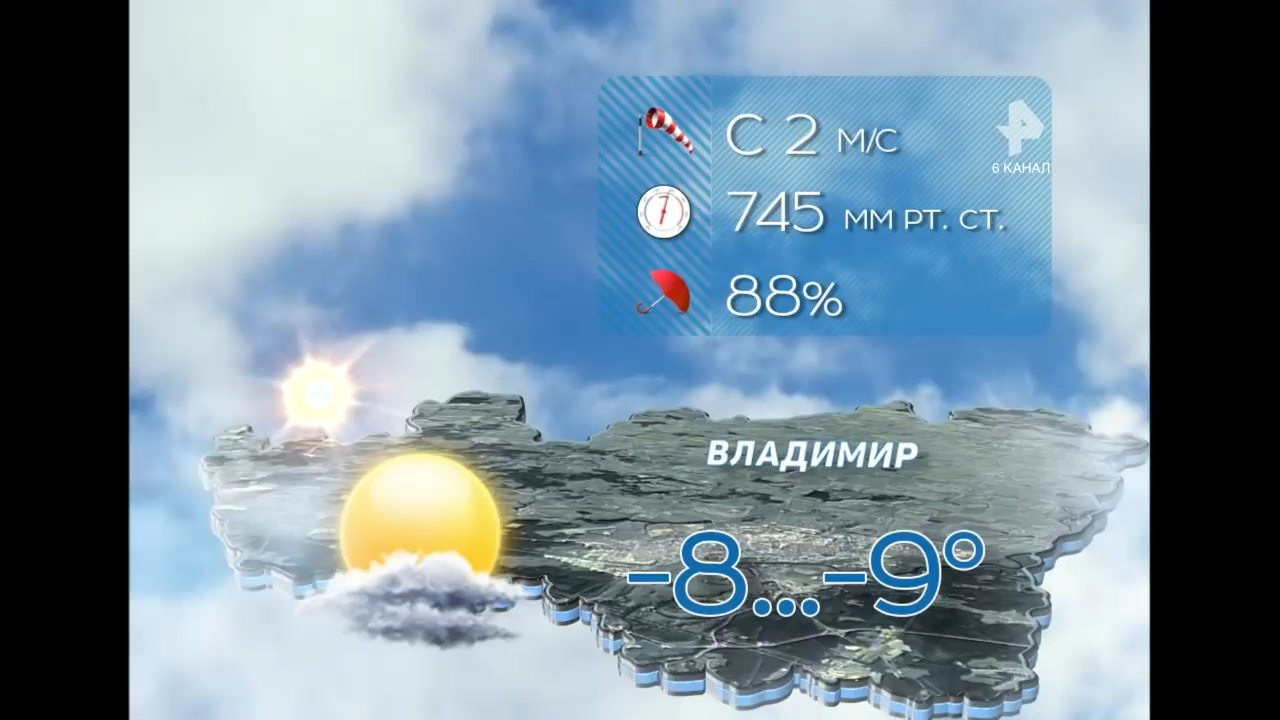 С 2 М/С
6 КАНАЛ
745 ММ РТ. СТ.
88%
ВЛАДИМИР
-8...-9°